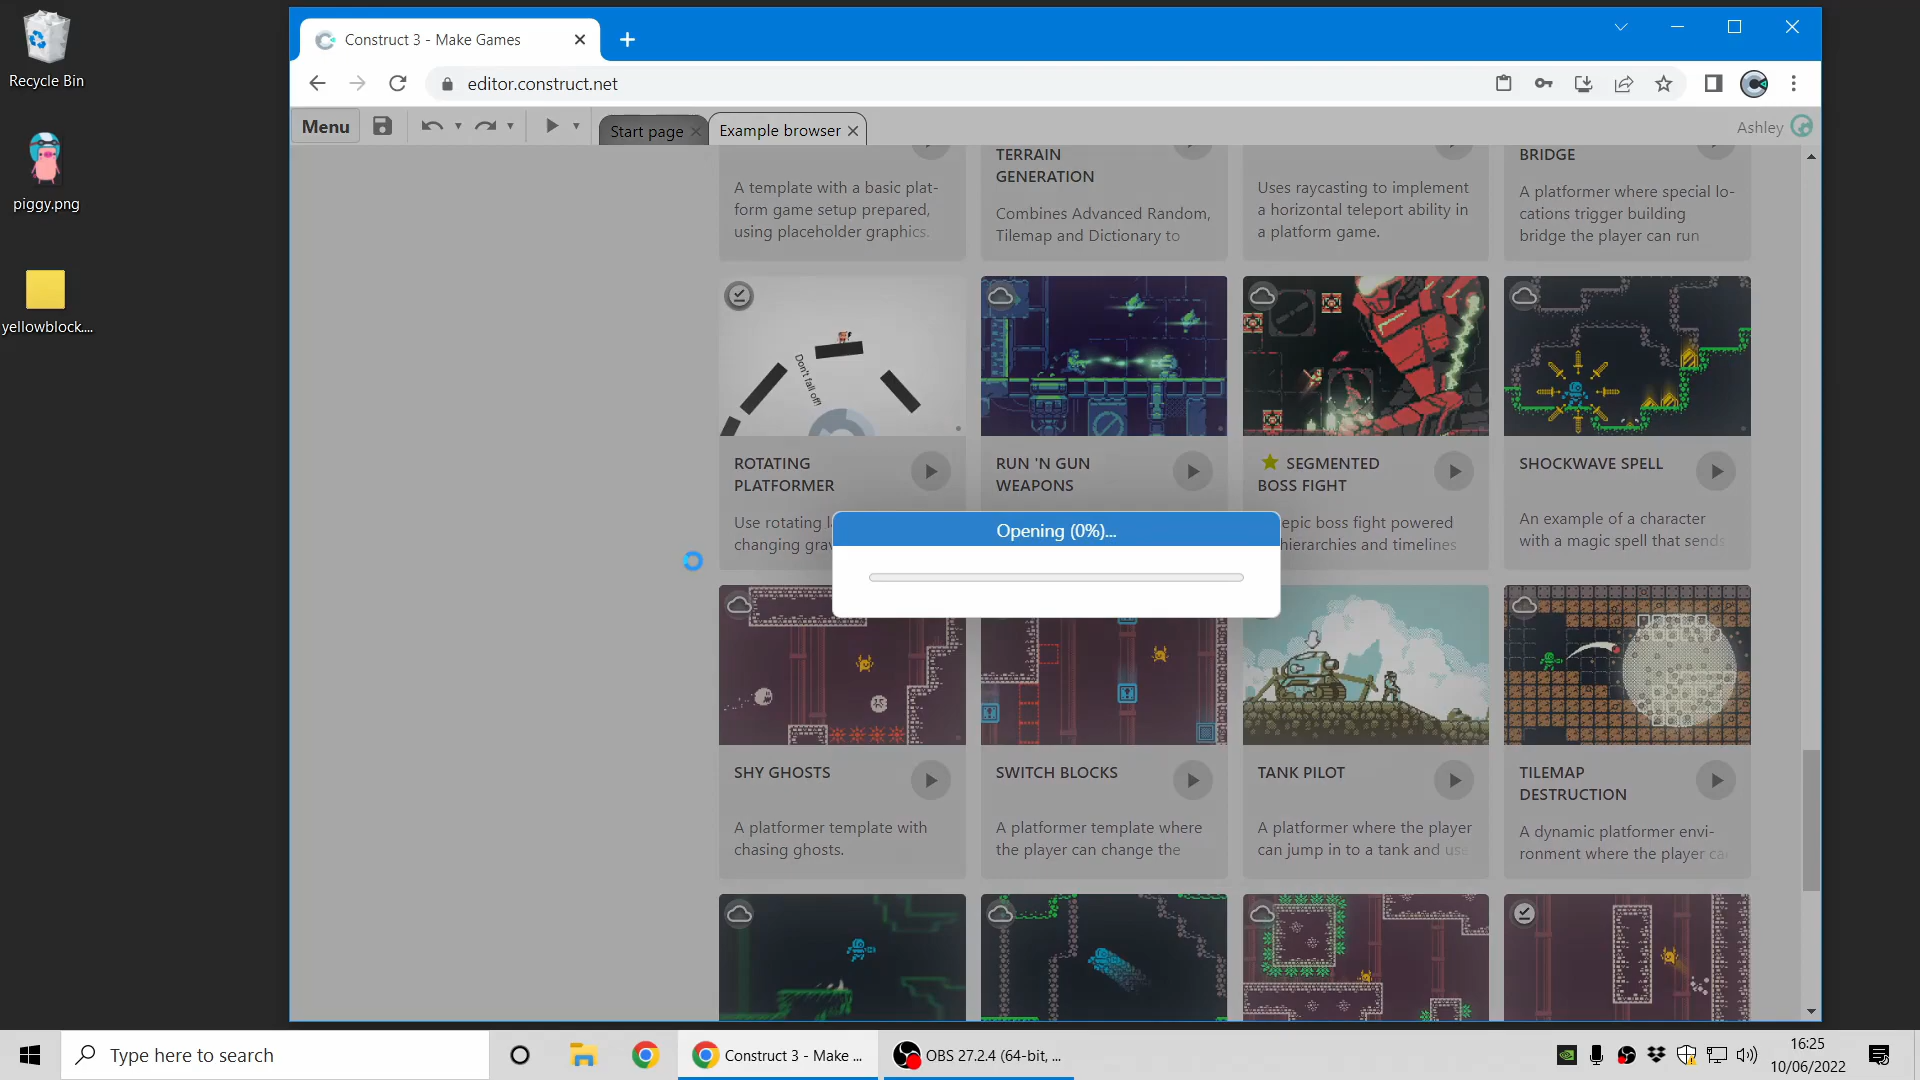 Recycle Bin
piggy.png
yellowblock....
Construct 3 - Make Games
editor.construct.net
Menu
Start page
Example browser
Ashley
A template with a basic plat-
form game setup prepared,
using placeholder graphics.
TERRAIN
GENERATION
Combines Advanced Random,
Tilemap and Dictionary to
Uses raycasting to implement
a horizontal teleport ability in
a platform game.
BRIDGE
A platformer where special lo-
cations trigger building
bridge the player can run
Don't fall off!
ROTATING
PLATFORMER
Use rotating
changing
RUN 'N GUN
WEAPONS
SEGMENTED
BOSS FIGHT
epic boss fight powered
hierarchies and timelines
SHOCKWAVE SPELL
An example of a character
with a magic spell that sends
Opening (0%)...
SHY GHOSTS
A platformer template with
chasing ghosts.
SWITCH BLOCKS
A platformer template where
the player can change the
TANK PILOT
A platformer where the player
can jump in to a tank and
TILEMAP
DESTRUCTION
A dynamic platformer envi-
ronment where the player
Type here to search
Construct 3 - Make ...
OBS 27.2.4 (64-bit, ...
16:25
10/06/2022